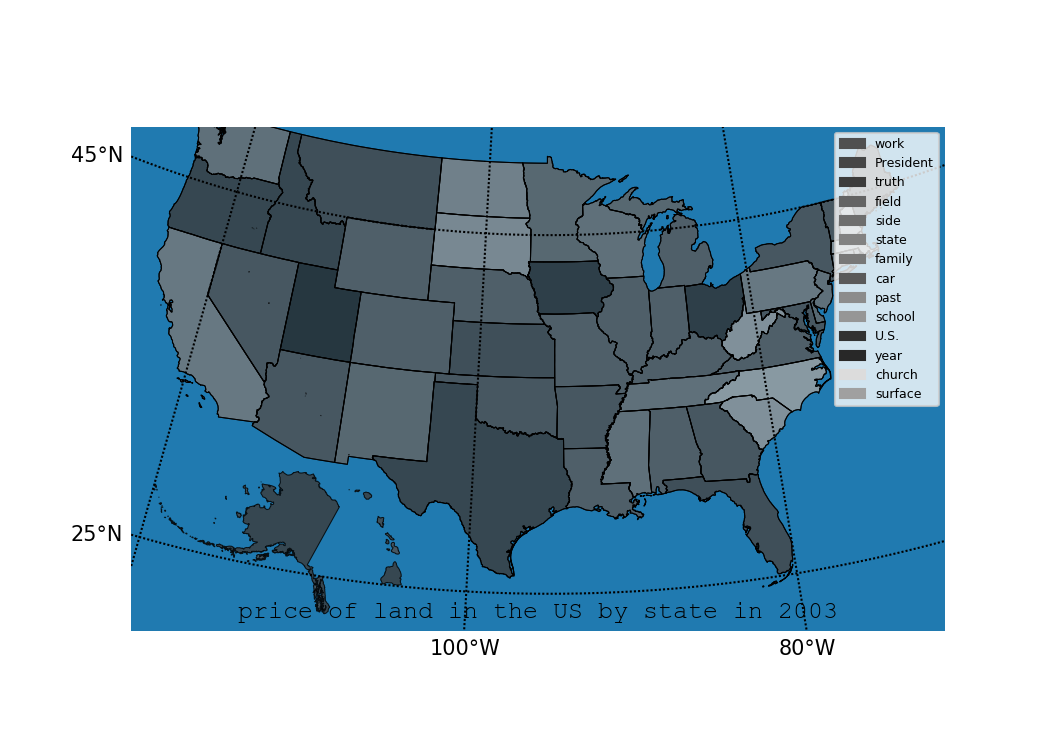 45°N
work
President
truth
field
side
state
family
car
past
school
U.S.
year
church
surface
25°N
price of land in the US by state in 2003
100°W
80°W